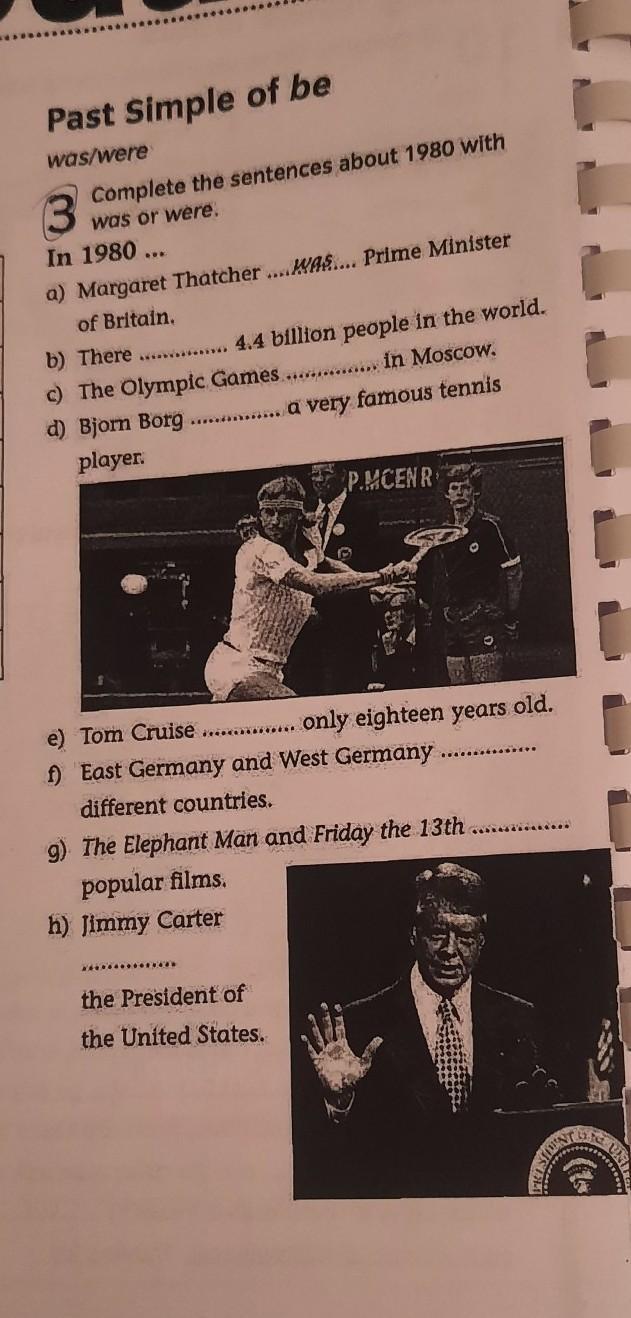 Past Simple of be
was/were
3 Complete the sentences about 1980 with
was or were.
In 1980 ...
a) Margaret Thatcher ....was.... Prime Minister
of Britain.
b) There ............... 4.4 billion people in the world.
c) The Olympic Games ............... in Moscow.
d) Bjorn Borg ............... a very famous tennis
player.
P.MCENR
e) Tom Cruise ............... only eighteen years old.
f) East Germany and West Germany ...............
different countries.
g) The Elephant Man and Friday the 13th ...............
popular films.
h) Jimmy Carter
...............
the President of
the United States.